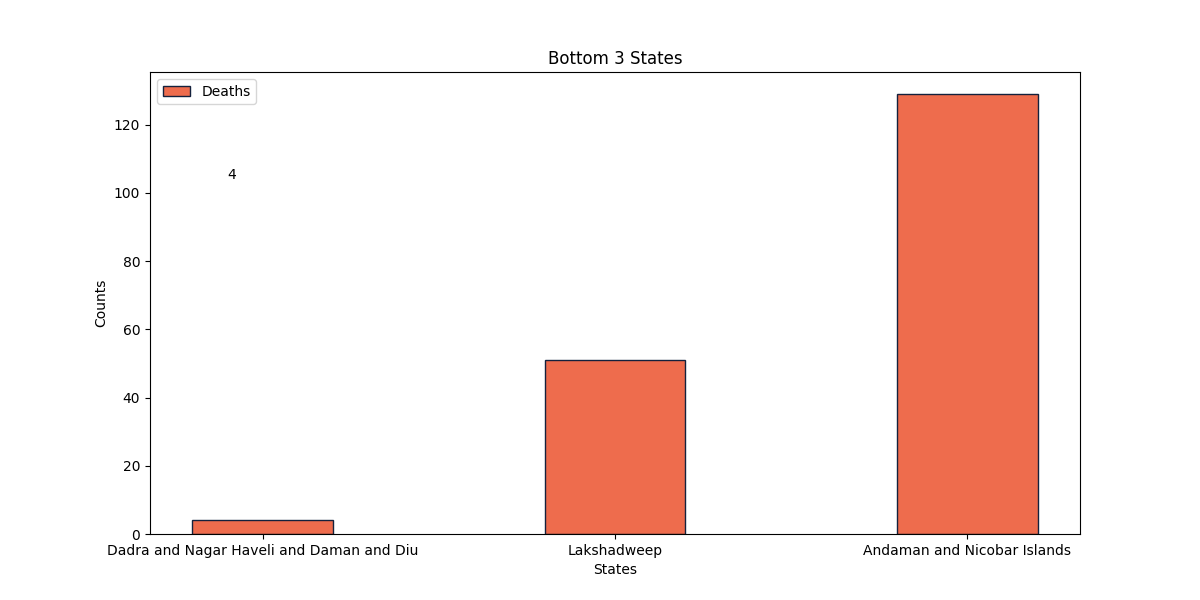 Bottom 3 States
Deaths
4
Counts
120
100
80
60
40
20
0
Dadra and Nagar Haveli and Daman and Diu
Lakshadweep
Andaman and Nicobar Islands
States